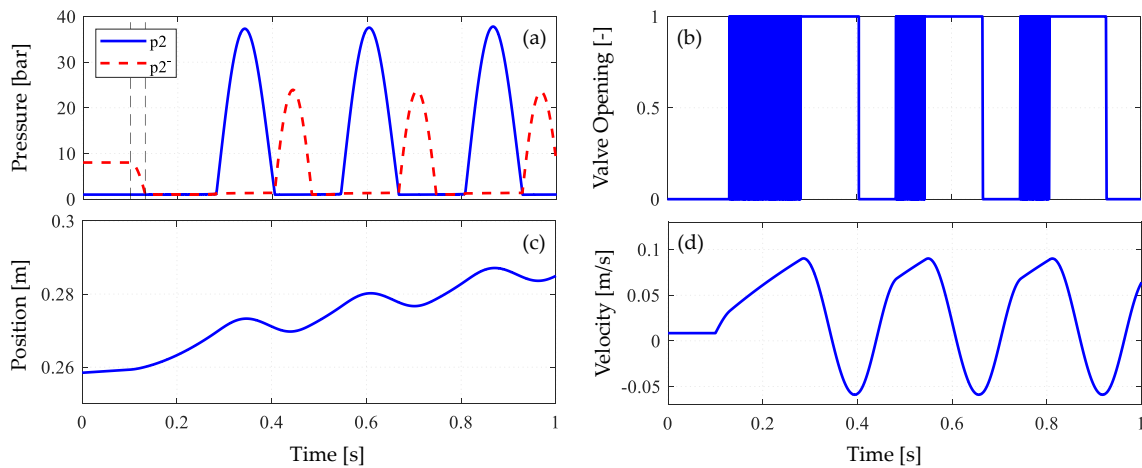 40
30
20
10
0
Pressure [bar]
p2
p2-
(a)
1
0.5
0
Valve Opening [-]
(b)
0.3
0.28
0.26
Position [m]
(c)
0 0.2 0.4 0.6 0.8 1
Time [s]
0.1
0.05
0
-0.05
Velocity [m/s]
(d)
0 0.2 0.4 0.6 0.8 1
Time [s]